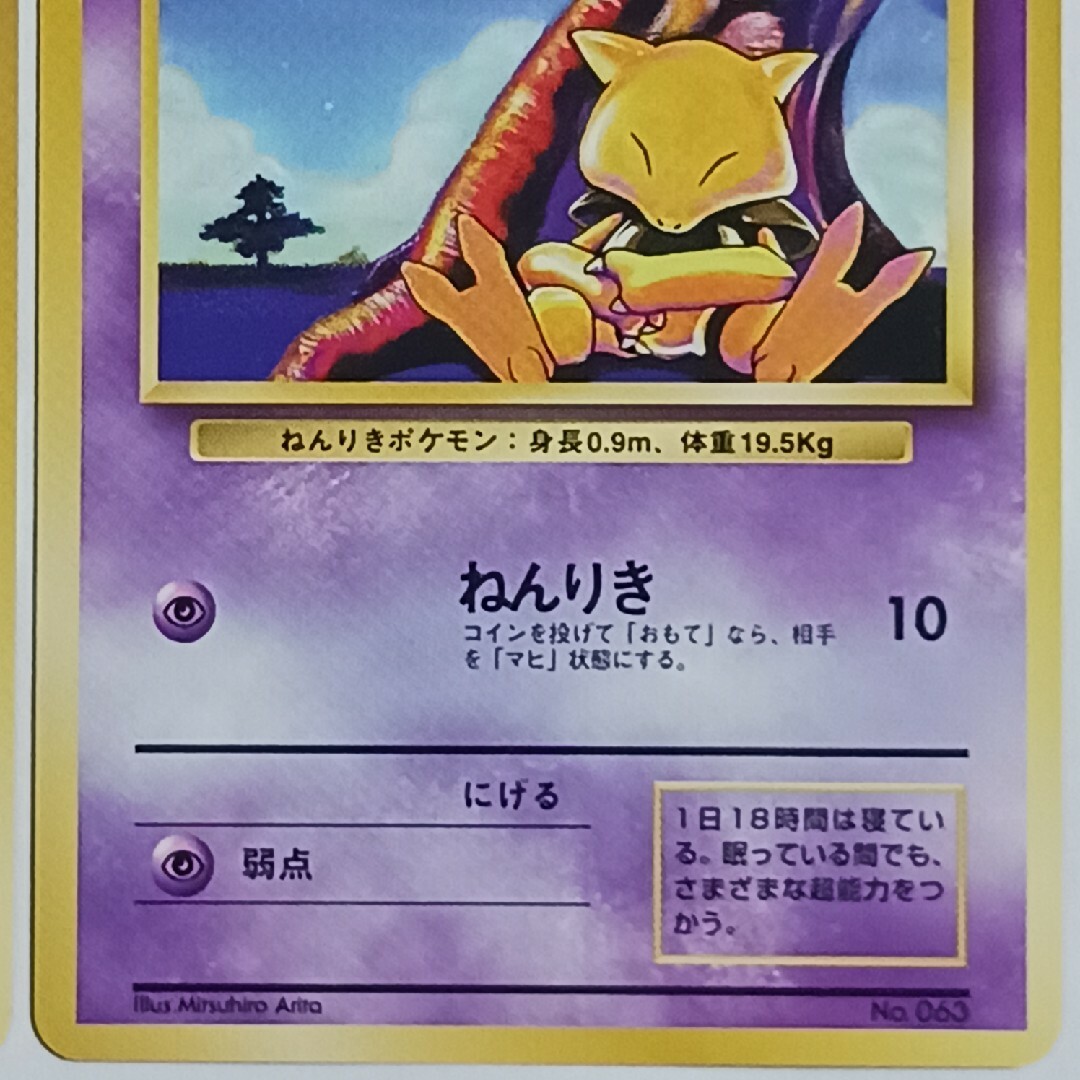 ねんりきポケモン：身長0.9m、体重19.5Kg
ねんりき
コインを投げて「おもて」なら、相手
を「マヒ」状態にする。
10
にげる
弱点
1日18時間は寝てい
る。眠っている間でも、
さまざまな超能力をつ
かう。
Illus. Mitsuhiro Arita
No. 063